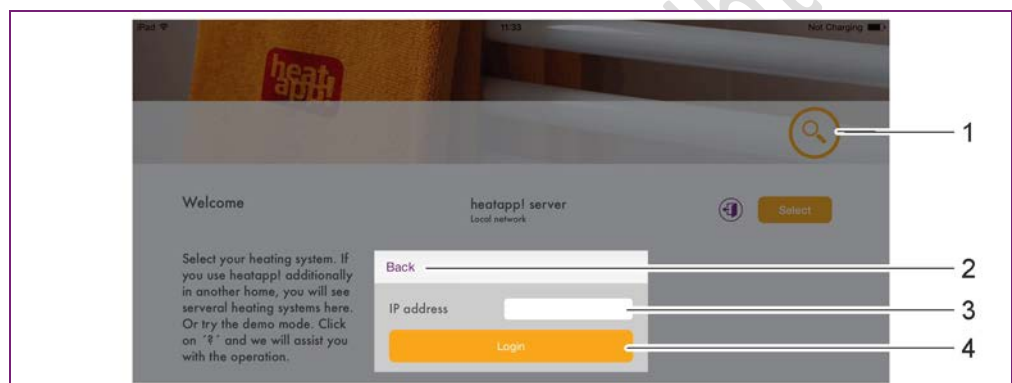 iPad
11:33
Not Charging
heat
app!
1
Welcome
heatapp! server
Local network
Select
Select your heating system. If
you use heatapp! additionally
in another home, you will see
serveral heating systems here.
Or try the demo mode. Click
on ´?´ and we will assist you
with the operation.
Back
2
IP address
3
Login
4